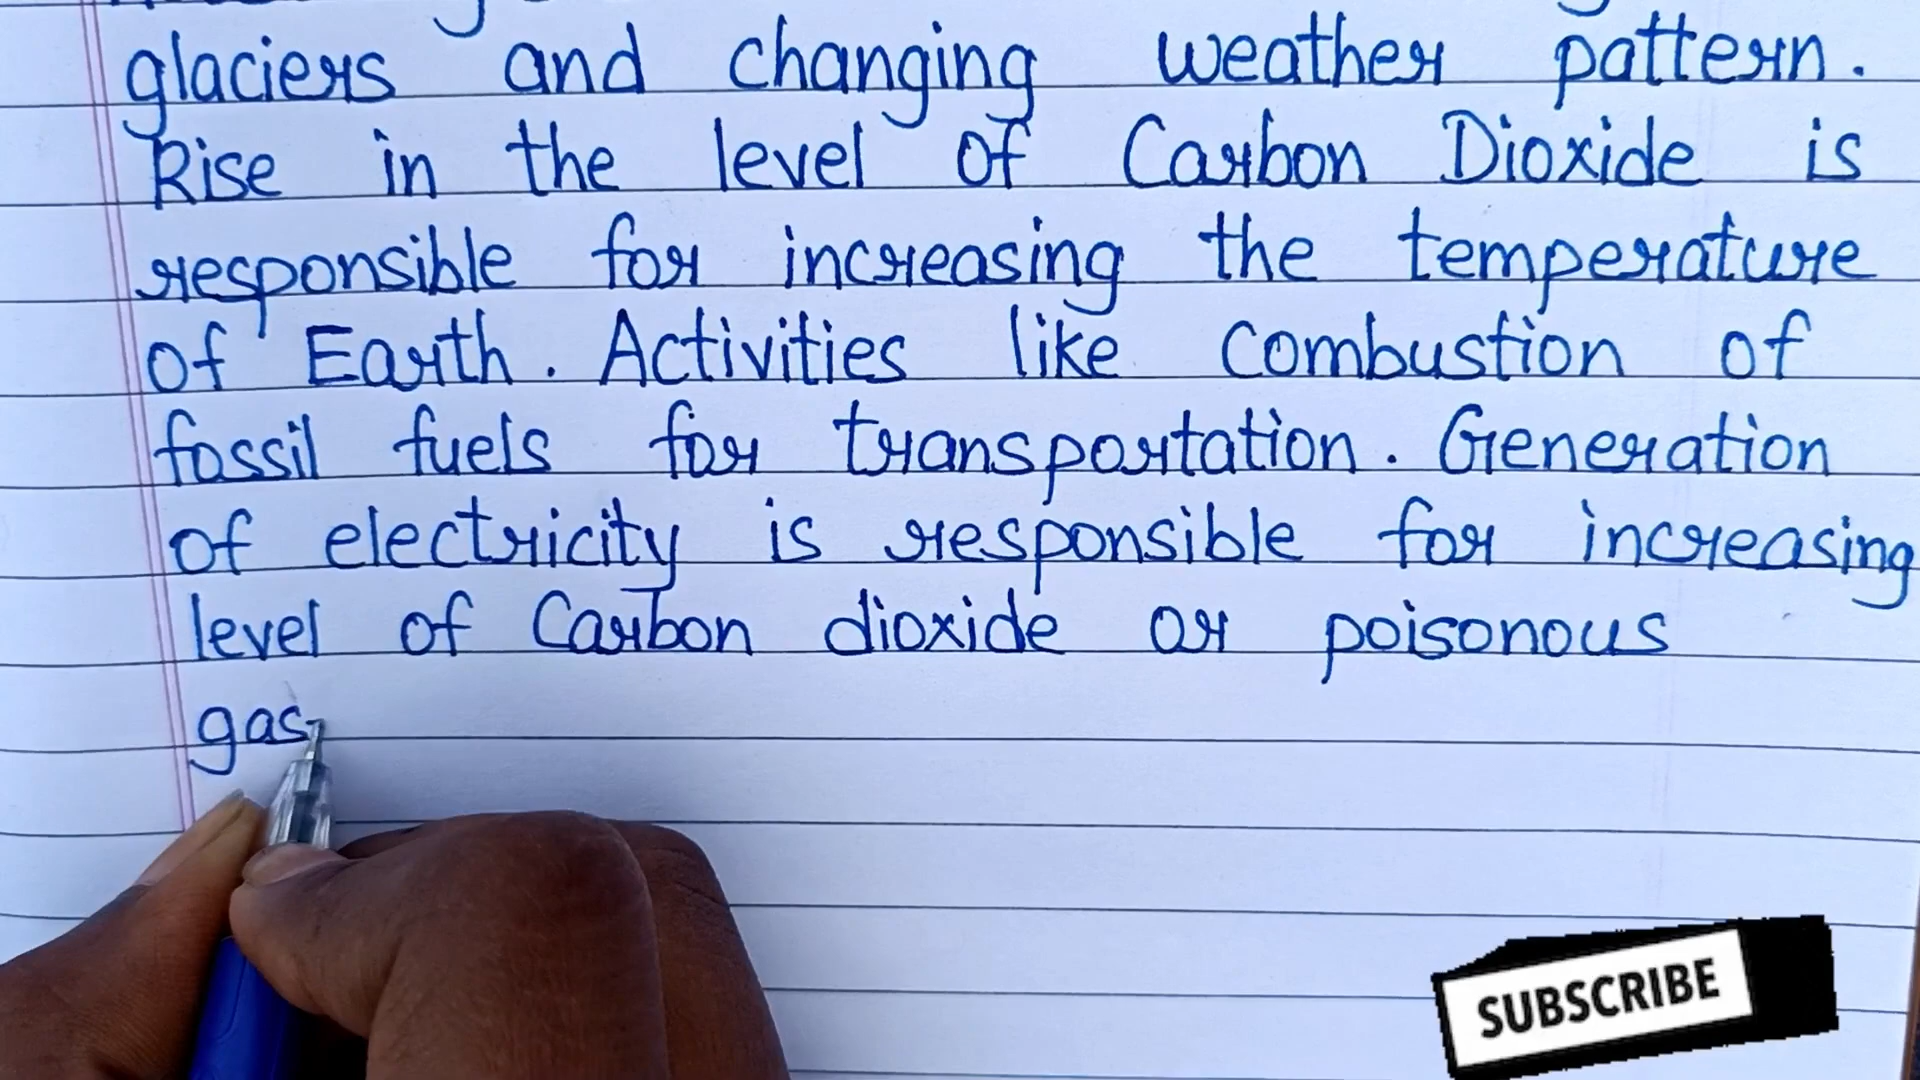 glaciers and changing weather pattern.
Rise in the level of Carbon Dioxide is
responsible for increasing the temperature
of Earth. Activities like combustion of
fossil fuels for transportation. Generation
of electricity is responsible for increasing
level of Carbon dioxide or poisonous
gas
SUBSCRIBE